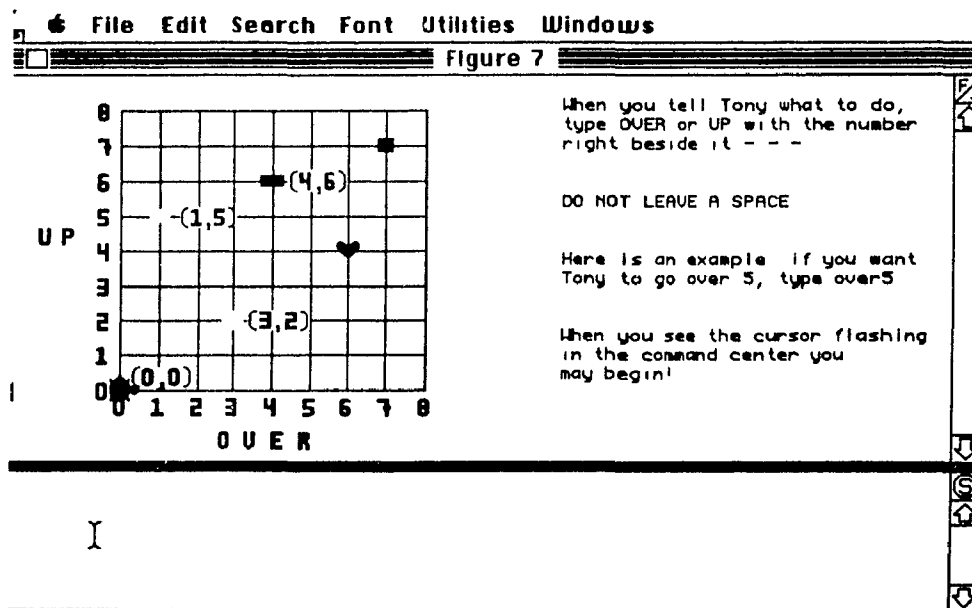 File Edit Search Font Utilities Windows
Figure 7
8
7
6
5
4
3
2
1
0
UP
(4,6)
(1,5)
(3,2)
(0,0)
0 1 2 3 4 5 6 7 8
OVER
When you tell Tony what to do,
type OVER or UP with the number
right beside it - - -
DO NOT LEAVE A SPACE
Here is an example if you want
Tony to go over 5, type over5
When you see the cursor flashing
in the command center you
may begin!
F
S